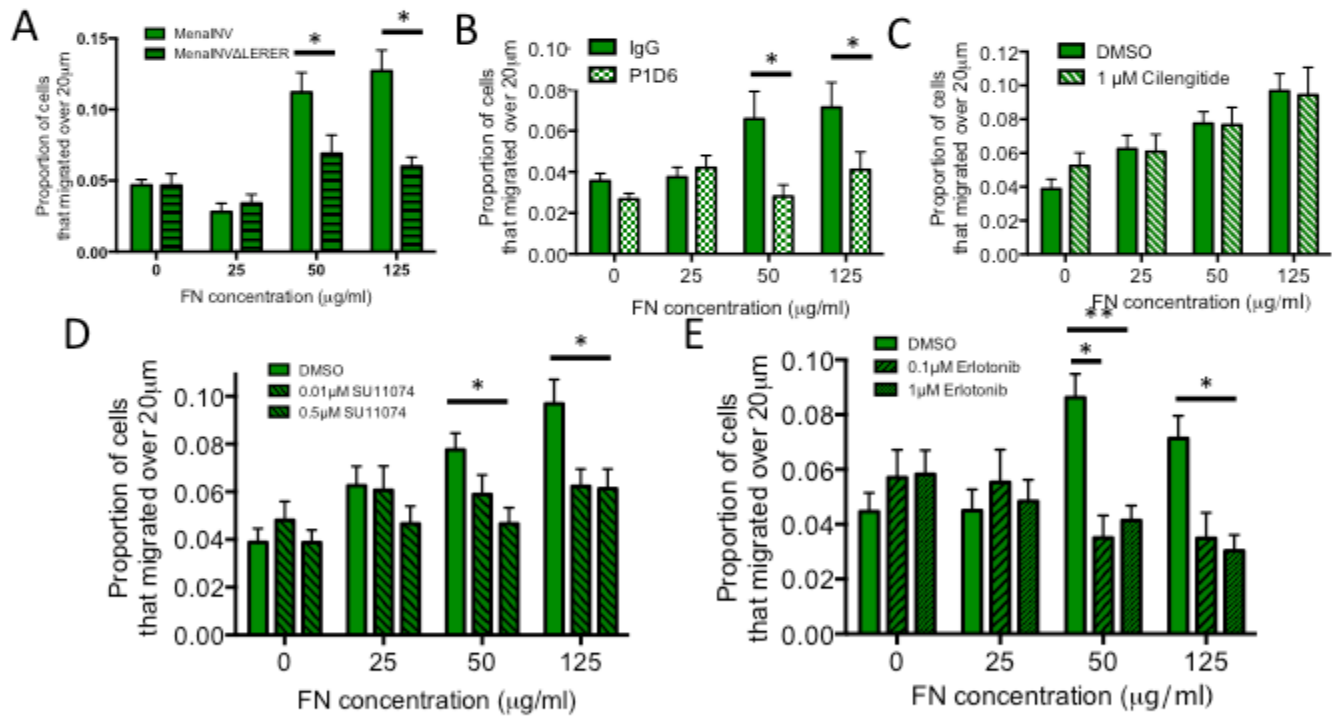 A
MenaINV
MenaINVΔLERER
*
*
Proportion of cells
that migrated over 20μm
0.15
0.10
0.05
0.00
0
25
50
125
FN concentration (μg/ml)
B
IgG
P1D6
*
*
Proportion of cells
that migrated over 20μm
0.10
0.08
0.06
0.04
0.02
0.00
0
25
50
125
FN concentration (μg/ml)
C
DMSO
1 μM Cilengitide
Proportion of cells
that migrated over 20μm
0.12
0.10
0.08
0.06
0.04
0.02
0.00
0
25
50
125
FN concentration (μg/ml)
D
DMSO
0.01μM SU11074
0.5μM SU11074
*
*
Proportion of cells
that migrated over 20μm
0.10
0.08
0.06
0.04
0.02
0.00
0
25
50
125
FN concentration (μg/ml)
E
DMSO
0.1μM Erlotonib
1μM Erlotonib
**
*
*
Proportion of cells
that migrated over 20μm
0.10
0.08
0.06
0.04
0.02
0.00
0
25
50
125
FN concentration (μg/ml)